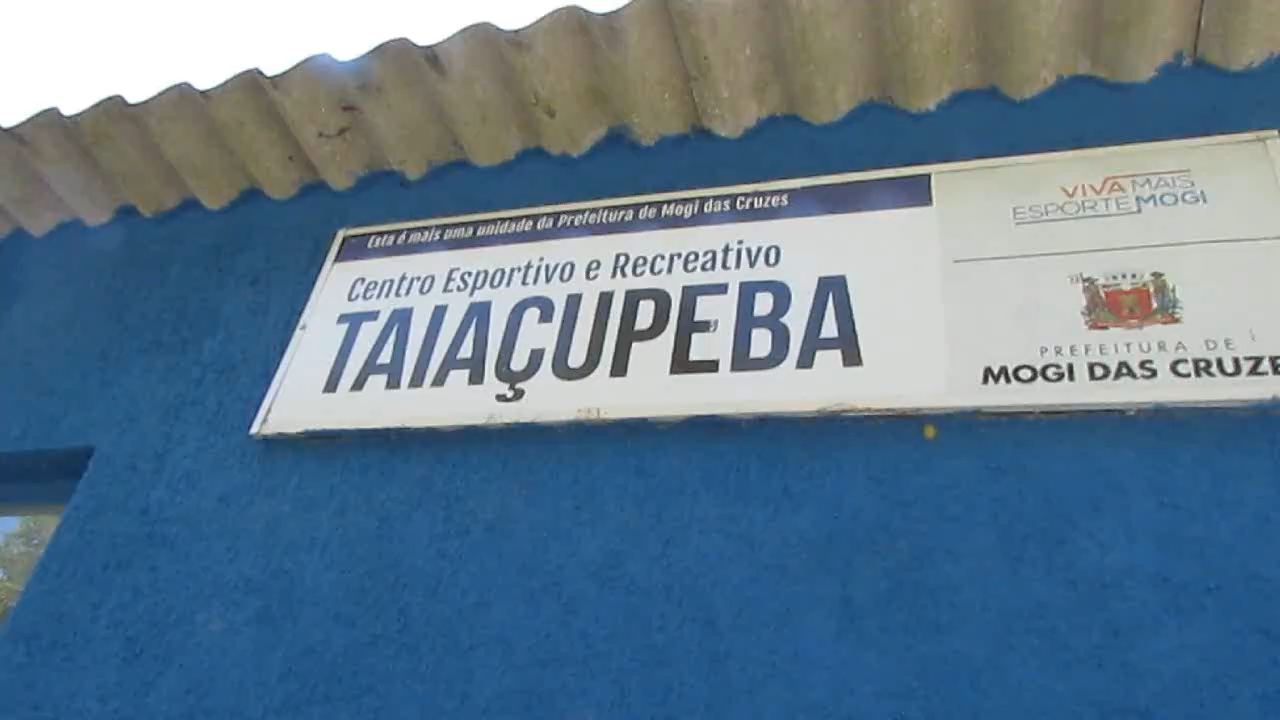 Esta é mais uma unidade da Prefeitura de Mogi das Cruzes
Centro Esportivo e Recreativo
TAIAÇUPEBA
VIVA MAIS
ESPORTE MOGI
PREFEITURA DE
MOGI DAS CRUZE